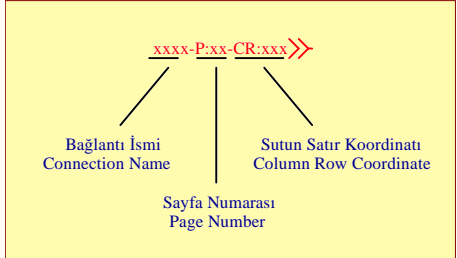 xxxx-P:xx-CR:xxx
Bağlantı İsmi
Connection Name
Sutun Satır Koordinatı
Column Row Coordinate
Sayfa Numarası
Page Number